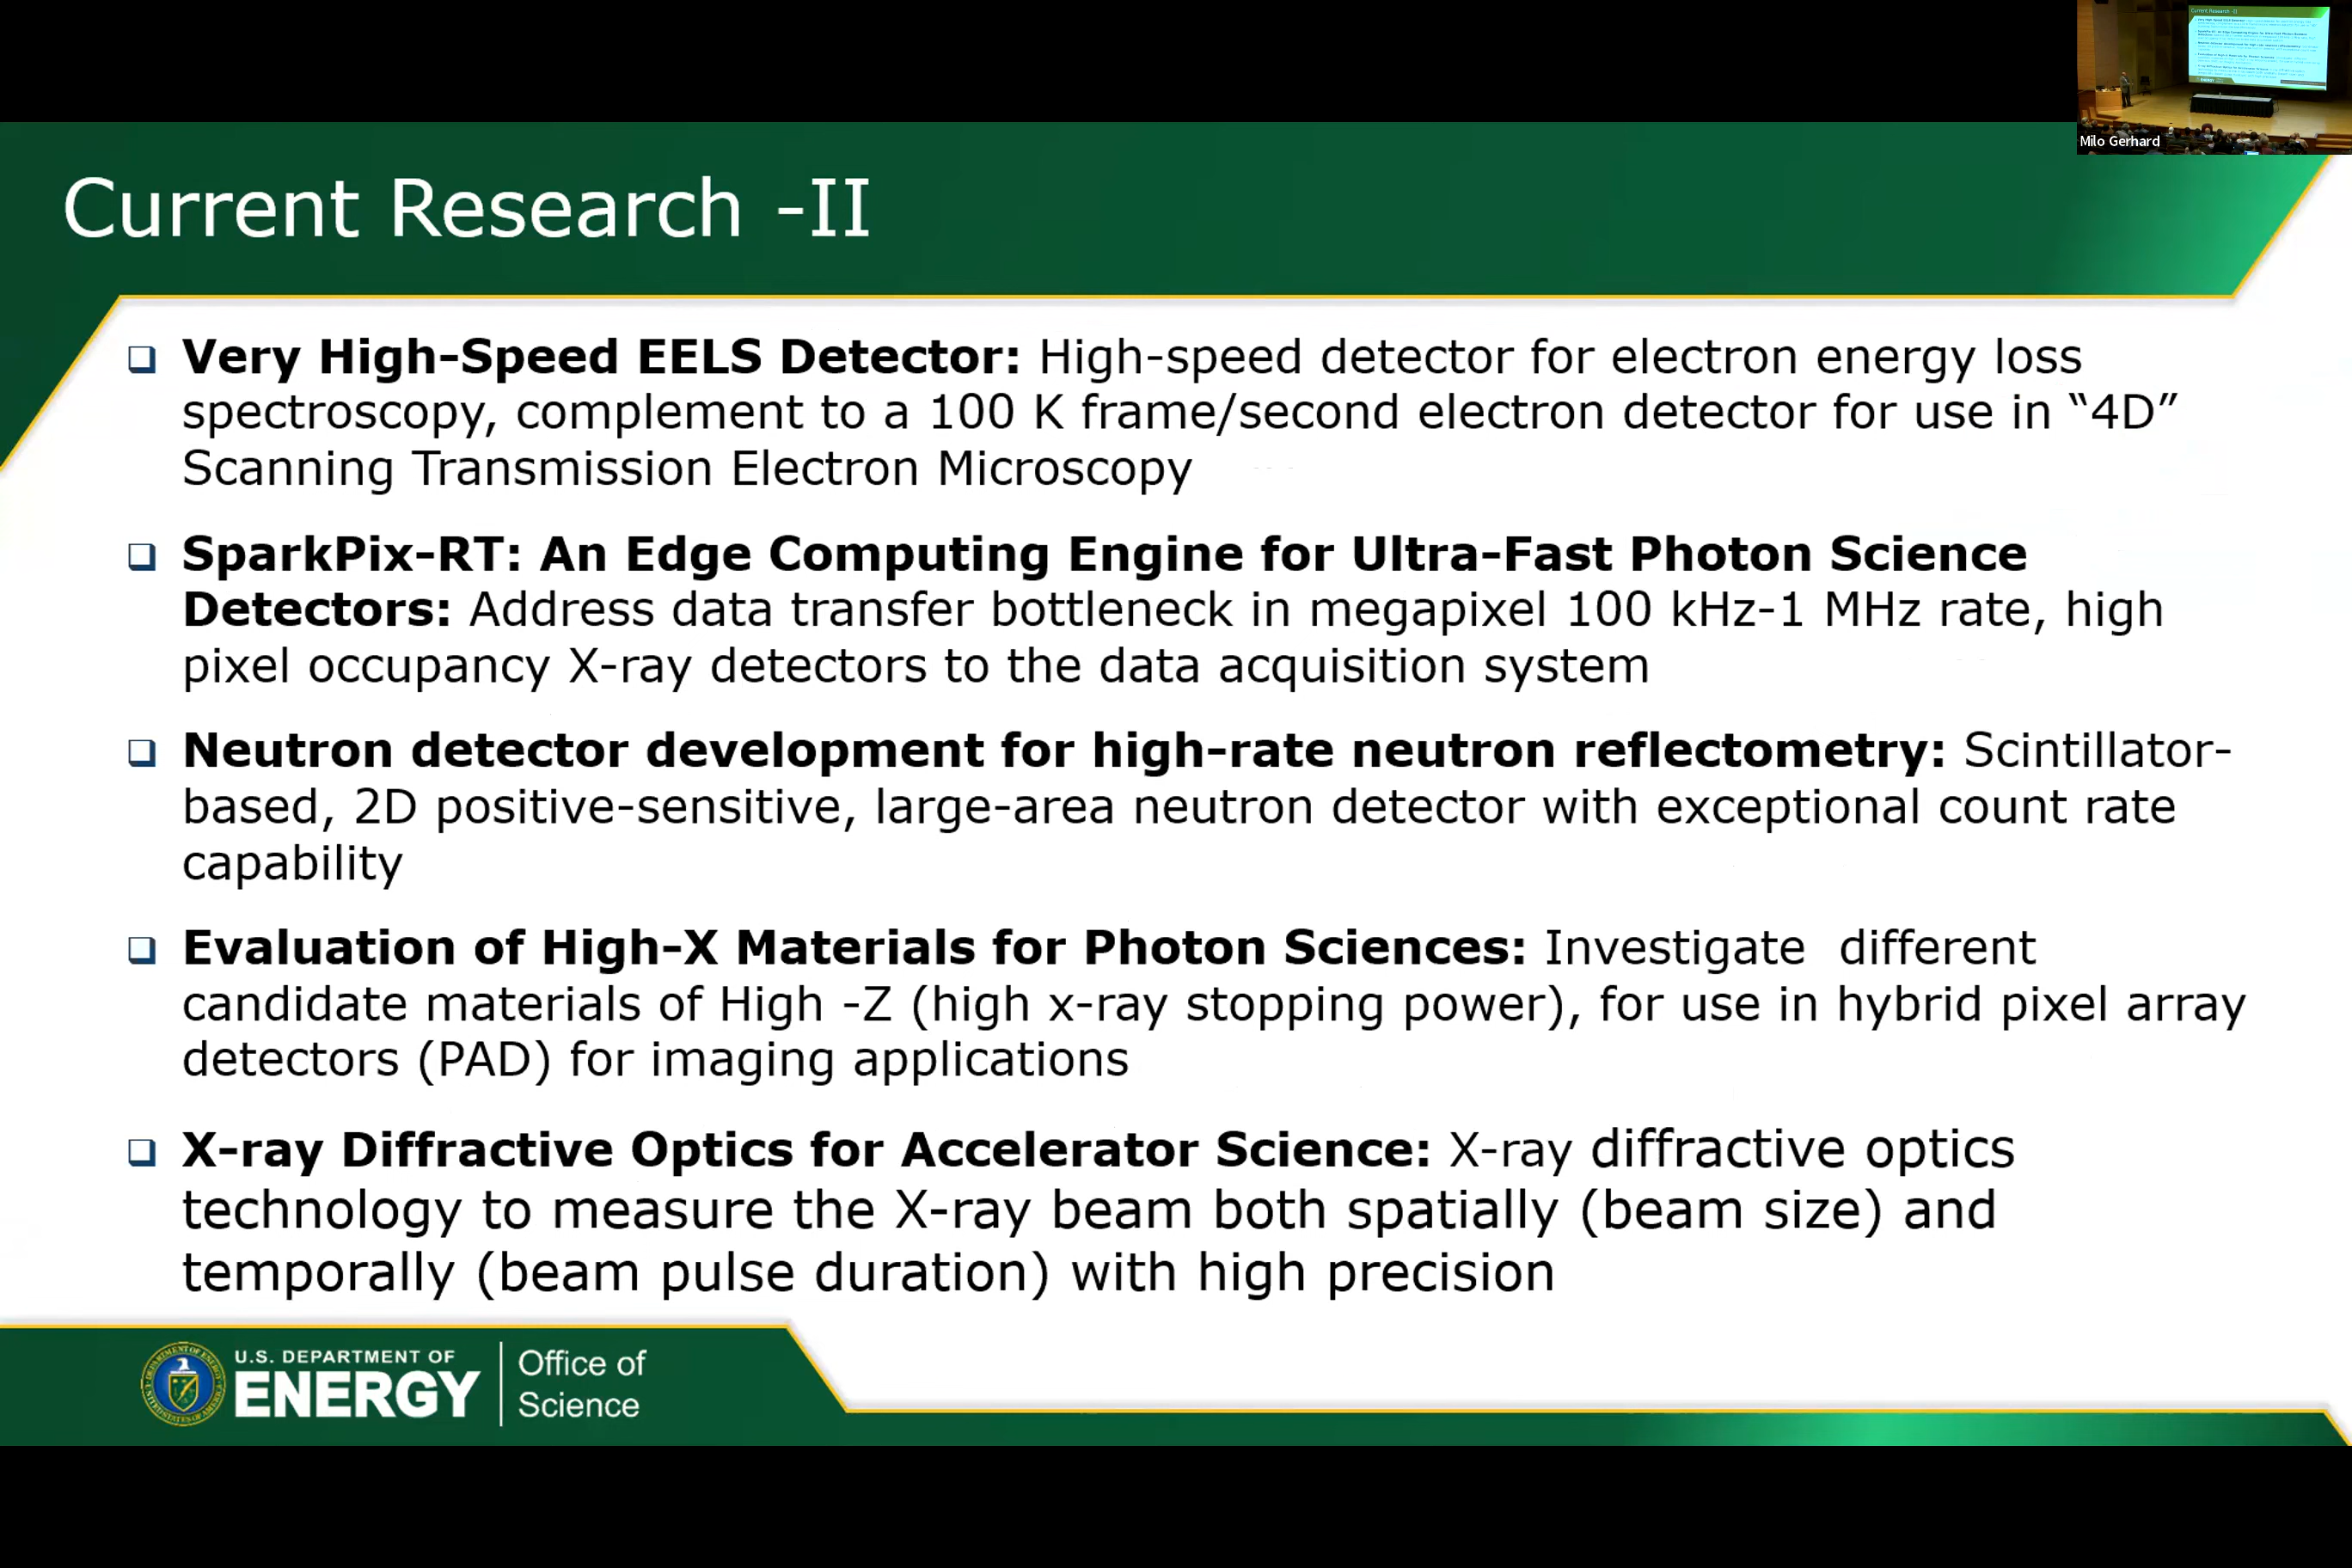 Current Research -II
Milo Gerhard
❑ Very High-Speed EELS Detector: High-speed detector for electron energy loss
spectroscopy, complement to a 100 K frame/second electron detector for use in “4D”
Scanning Transmission Electron Microscopy
❑ SparkPix-RT: An Edge Computing Engine for Ultra-Fast Photon Science
Detectors: Address data transfer bottleneck in megapixel 100 kHz-1 MHz rate, high
pixel occupancy X-ray detectors to the data acquisition system
❑ Neutron detector development for high-rate neutron reflectometry: Scintillator-
based, 2D positive-sensitive, large-area neutron detector with exceptional count rate
capability
❑ Evaluation of High-X Materials for Photon Sciences: Investigate  different
candidate materials of High -Z (high x-ray stopping power), for use in hybrid pixel array
detectors (PAD) for imaging applications
❑ X-ray Diffractive Optics for Accelerator Science: X-ray diffractive optics
technology to measure the X-ray beam both spatially (beam size) and
temporally (beam pulse duration) with high precision
U.S. DEPARTMENT OF
ENERGY
Office of
Science